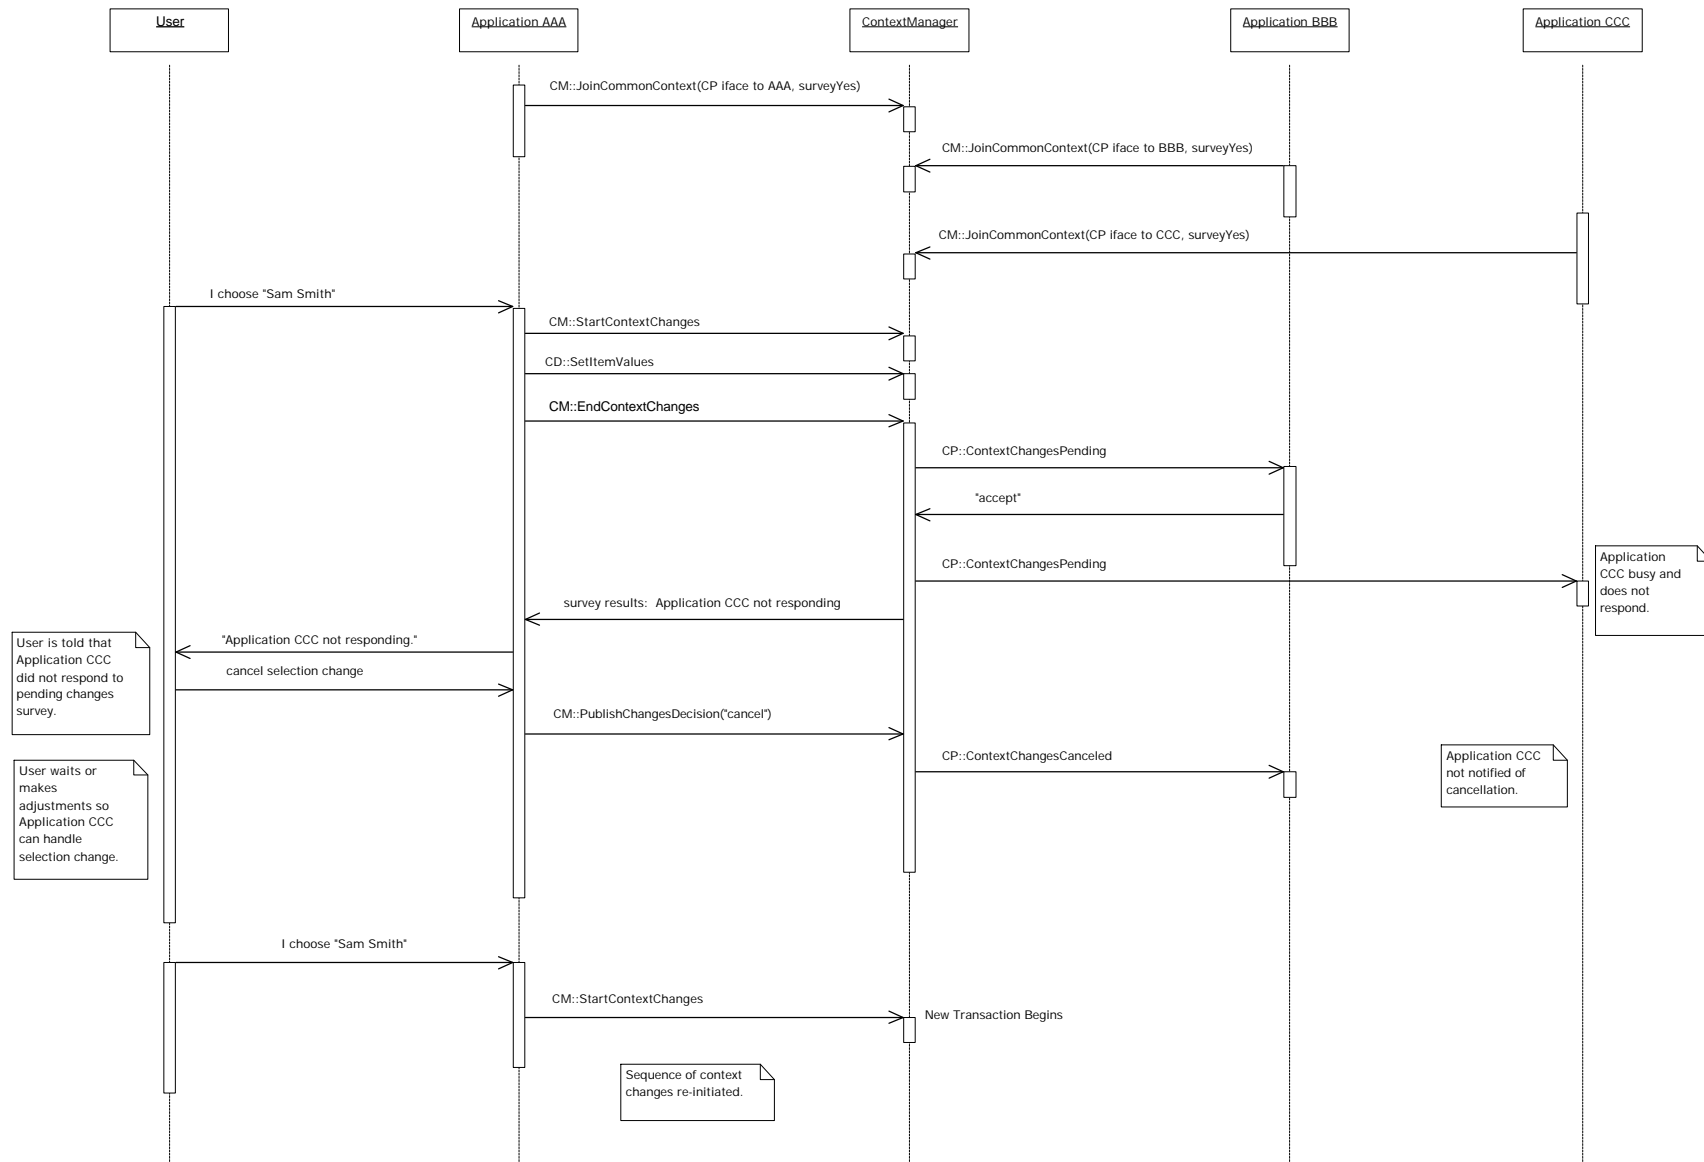 User
Application AAA
ContextManager
Application BBB
Application CCC
CM::JoinCommonContext(CP iface to AAA, surveyYes)
CM::JoinCommonContext(CP iface to BBB, surveyYes)
CM::JoinCommonContext(CP iface to CCC, surveyYes)
I choose "Sam Smith"
CM::StartContextChanges
CD::SetItemValues
CM::EndContextChanges
CP::ContextChangesPending
"accept"
Application
CCC busy and
does not
respond.
CP::ContextChangesPending
survey results:  Application CCC not responding
User is told that
Application CCC
did not respond to
pending changes
survey.
"Application CCC not responding."
cancel selection change
CM::PublishChangesDecision("cancel")
CP::ContextChangesCanceled
Application CCC
not notified of
cancellation.
User waits or
makes
adjustments so
Application CCC
can handle
selection change.
I choose "Sam Smith"
CM::StartContextChanges
New Transaction Begins
Sequence of context
changes re-initiated.